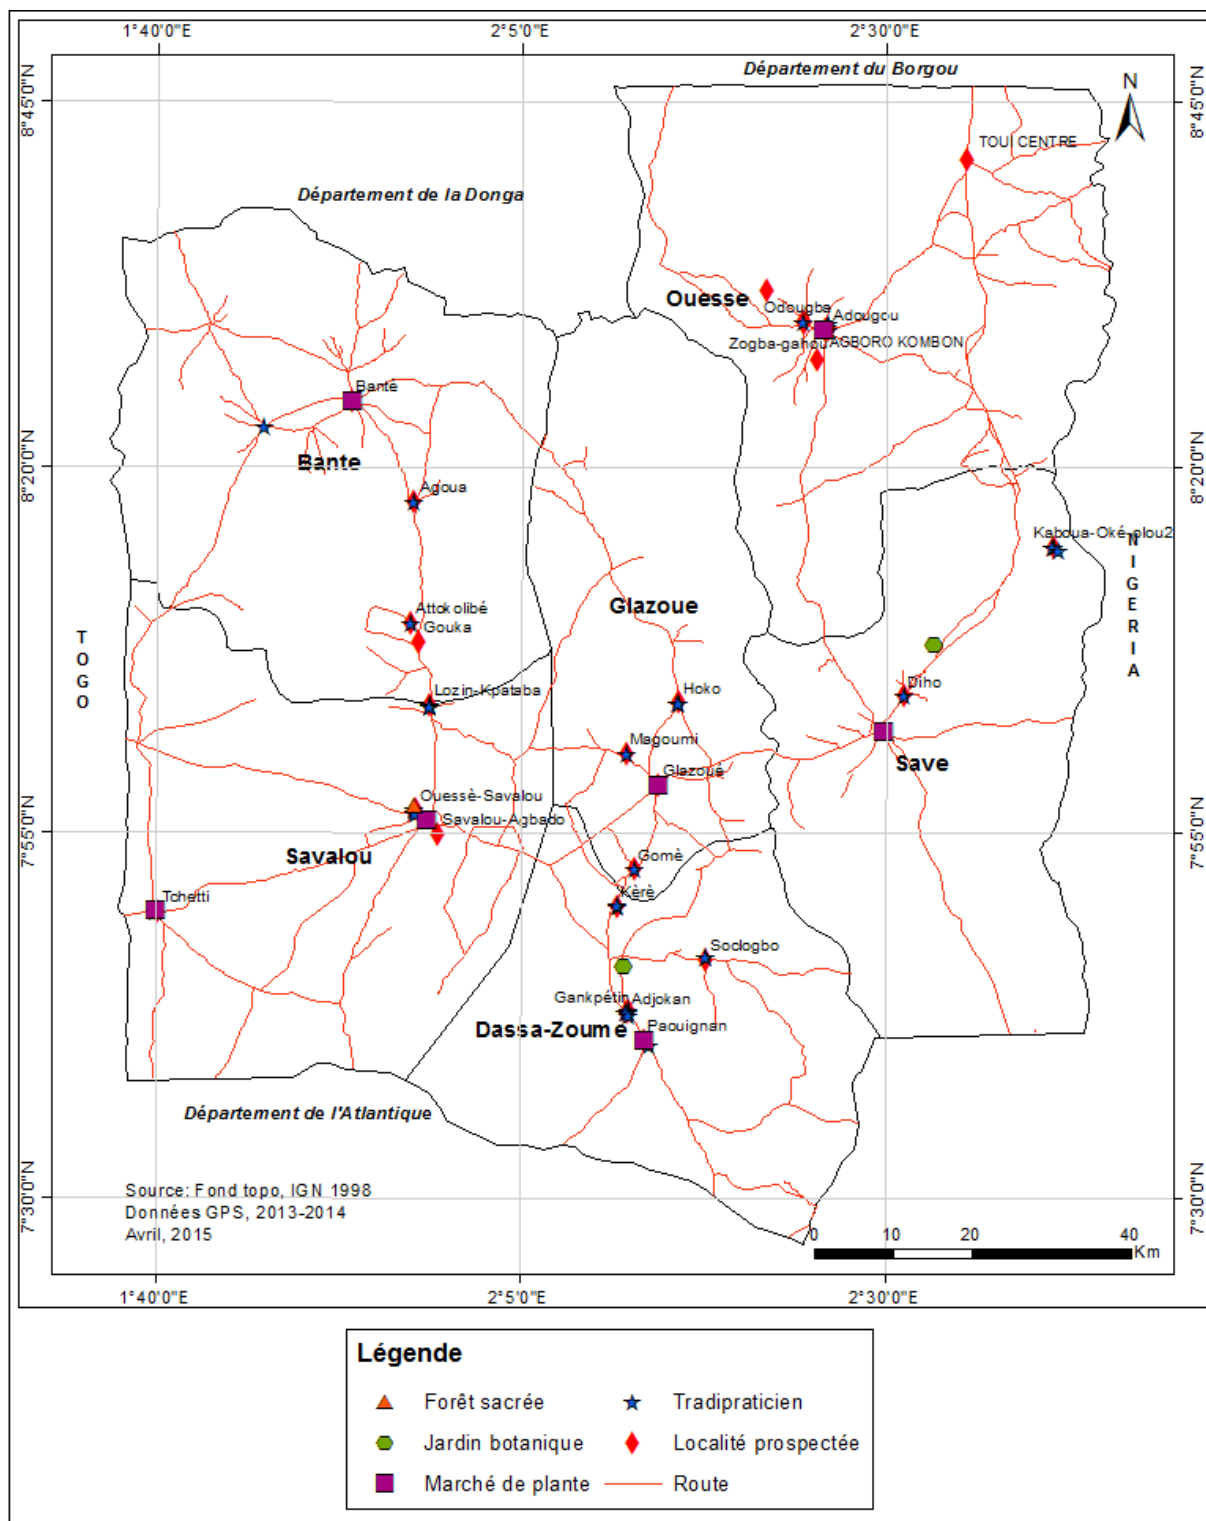 1°40'0"E 2°5'0"E 2°30'0"E
Département du Borgou
N
8°45'0"N 8°45'0"N
TOUI CENTRE
Département de la Donga
Ouesse
Odougba
Adougou
Zogba-gahou
AGBORO KOMBON
Bantè
Bante
8°20'0"N 8°20'0"N
Agoua
Kaboua-Oké-olou2
NIGERIA
Glazoue
Attokolibé
Gouka
TOGO
Lozin-Kpataba
Hoko
Diho
Magoumi
Glazoué
Save
Ouessè-Savalou
Savalou-Agbado
7°55'0"N 7°55'0"N
Savalou
Gomè
Kèrè
Tchetti
Soclogbo
Gankpétin
Adjokan
Dassa-Zoume
Paouignan
Département de l'Atlantique
Source: Fond topo, IGN 1998
Données GPS, 2013-2014
Avril, 2015
7°30'0"N 7°30'0"N
0 10 20 40
Km
1°40'0"E 2°5'0"E 2°30'0"E
Légende
Forêt sacrée Tradipraticien
Jardin botanique Localité prospectée
Marché de plante Route